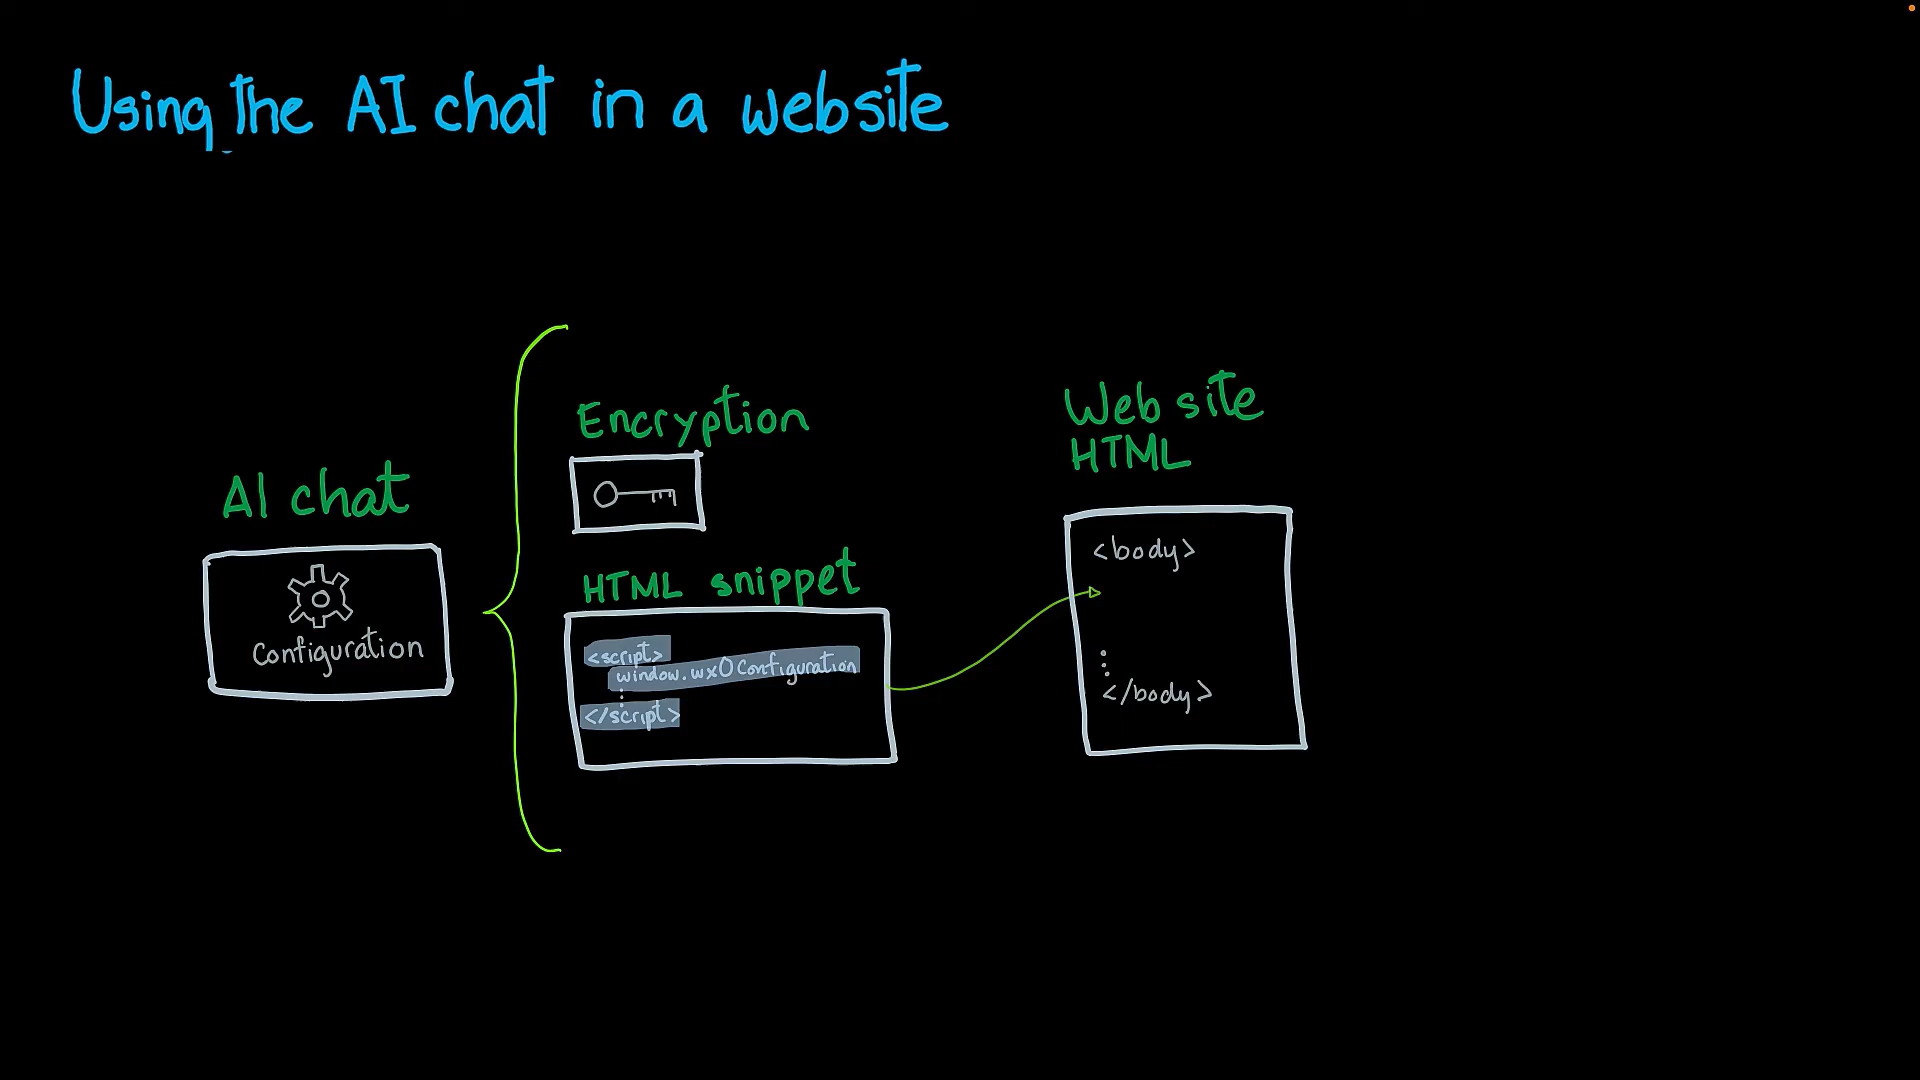 Using the AI chat in a website
AI chat
Configuration
Encryption
HTML snippet
<script>
window.wxOConfiguration
</script>
Web site
HTML
<body>
</body>